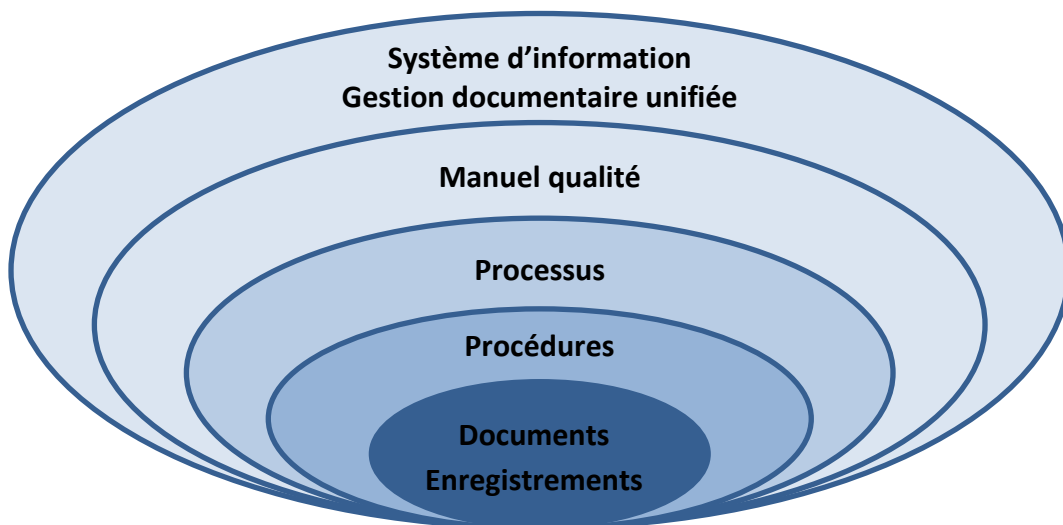 Système d’information
Gestion documentaire unifiée
Manuel qualité
Processus
Procédures
Documents
Enregistrements